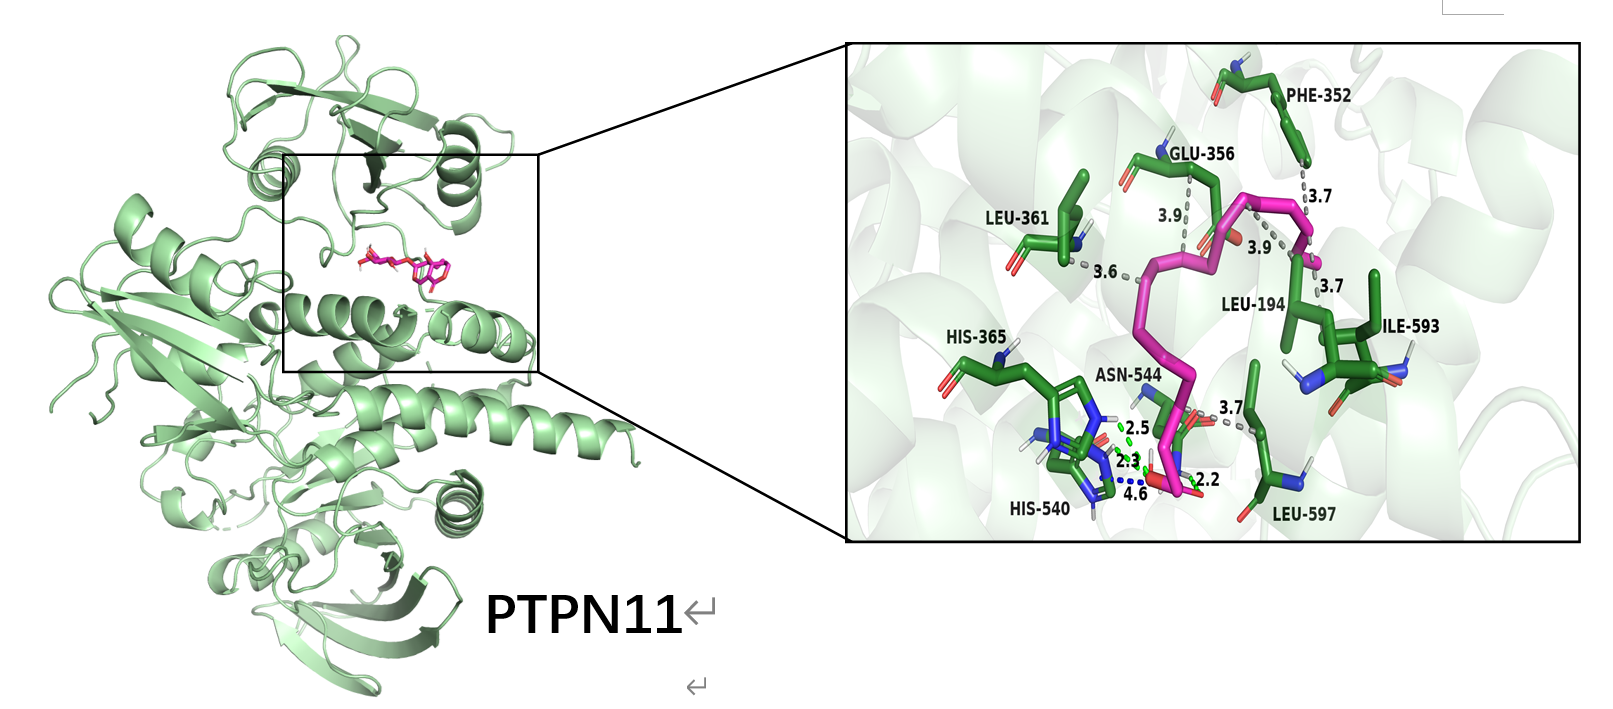 PHE-352
GLU-356
3.7
LEU-361
3.9
3.9
3.6
3.7
LEU-194
ILE-593
HIS-365
ASN-544
3.7
2.5
2.3
2.2
4.6
HIS-540
LEU-597
PTPN11↵
↵